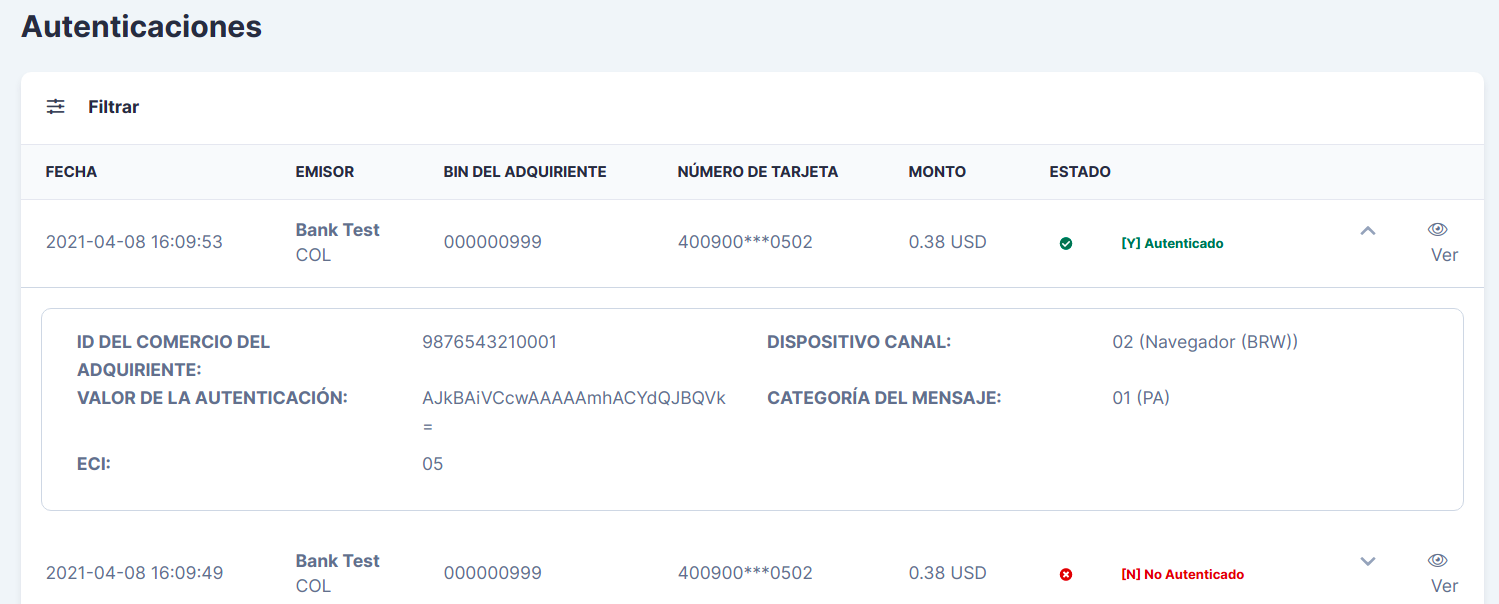 Autenticaciones
Filtrar
FECHA EMISOR BIN DEL ADQUIRIENTE NÚMERO DE TARJETA MONTO ESTADO
2021-04-08 16:09:53 Bank Test COL 000000999 400900***0502 0.38 USD [Y] Autenticado Ver
ID DEL COMERCIO DEL ADQUIRIENTE: 9876543210001 DISPOSITIVO CANAL: 02 (Navegador (BRW))
VALOR DE LA AUTENTICACIÓN: AJkBAiVCcwAAAAAmhACYdQJBQVk= CATEGORÍA DEL MENSAJE: 01 (PA)
ECI: 05
2021-04-08 16:09:49 Bank Test COL 000000999 400900***0502 0.38 USD [N] No Autenticado Ver